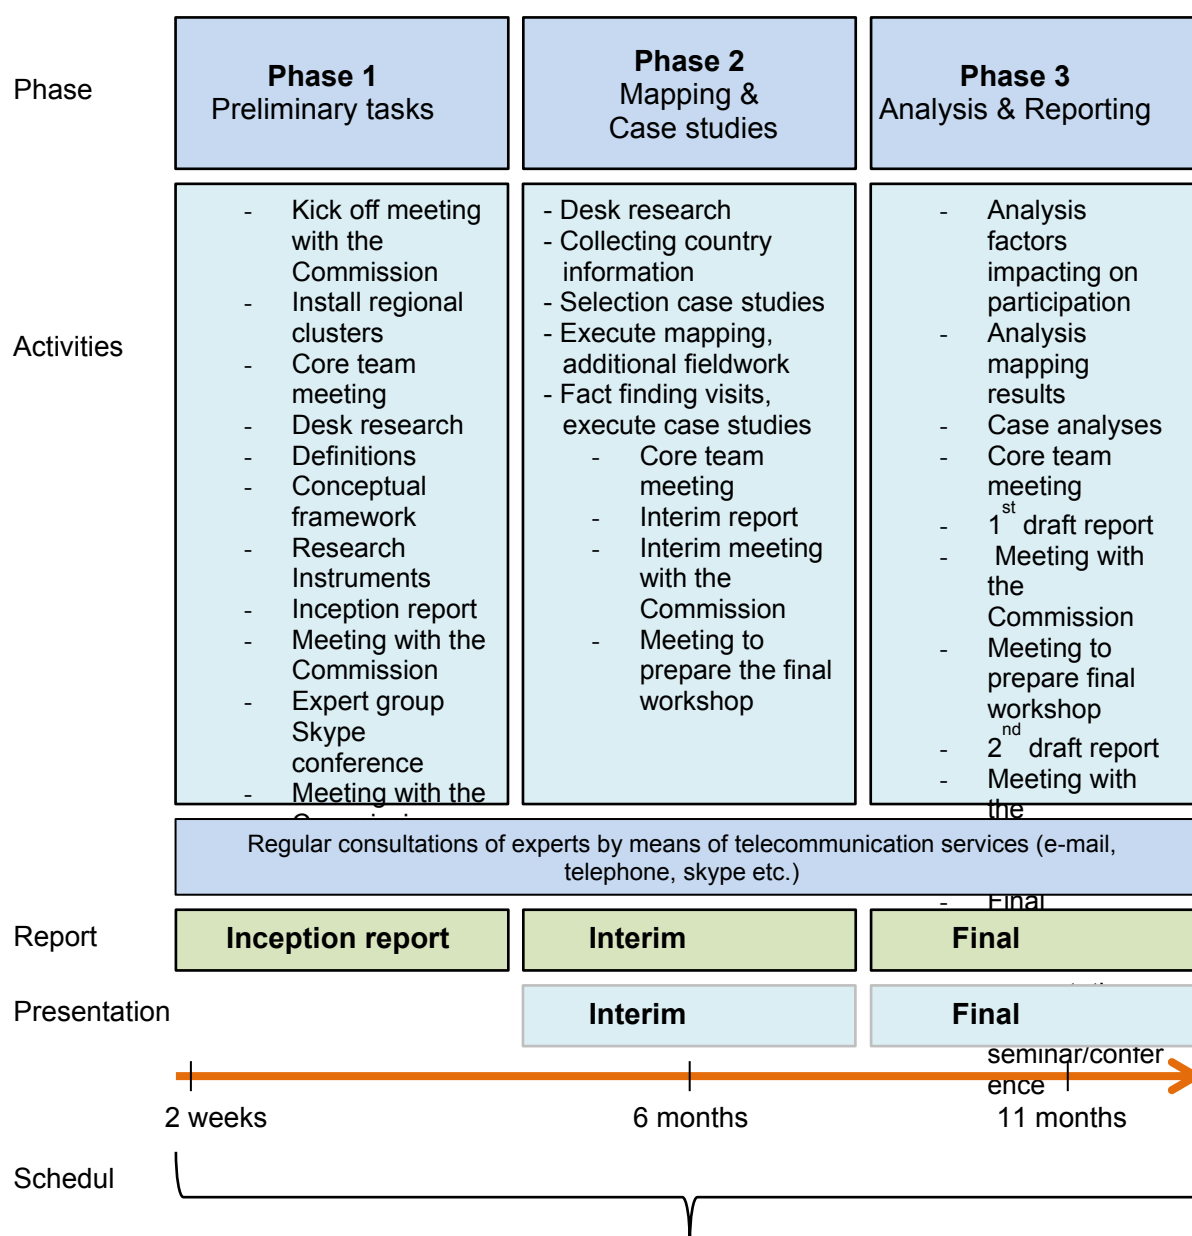 Phase
Phase 1
Preliminary tasks
Phase 2
Mapping &
Case studies
Phase 3
Analysis & Reporting
Activities
- Kick off meeting
with the
Commission
- Install regional
clusters
- Core team
meeting
- Desk research
- Definitions
- Conceptual
framework
- Research
Instruments
- Inception report
- Meeting with the
Commission
- Expert group
Skype
conference
- Meeting with the
- Desk research
- Collecting country
information
- Selection case studies
- Execute mapping,
additional fieldwork
- Fact finding visits,
execute case studies
- Core team
meeting
- Interim report
- Interim meeting
with the
Commission
- Meeting to
prepare the final
workshop
- Analysis
factors
impacting on
participation
- Analysis
mapping
results
- Case analyses
- Core team
meeting
- 1st draft report
- Meeting with
the
Commission
- Meeting to
prepare final
workshop
- 2nd draft report
- Meeting with
the
Regular consultations of experts by means of telecommunication services (e-mail,
telephone, skype etc.)
- Final
Report
Inception report
Interim
Final
Presentation
Interim
Final
seminar/confer
ence
2 weeks
6 months
11 months
Schedul